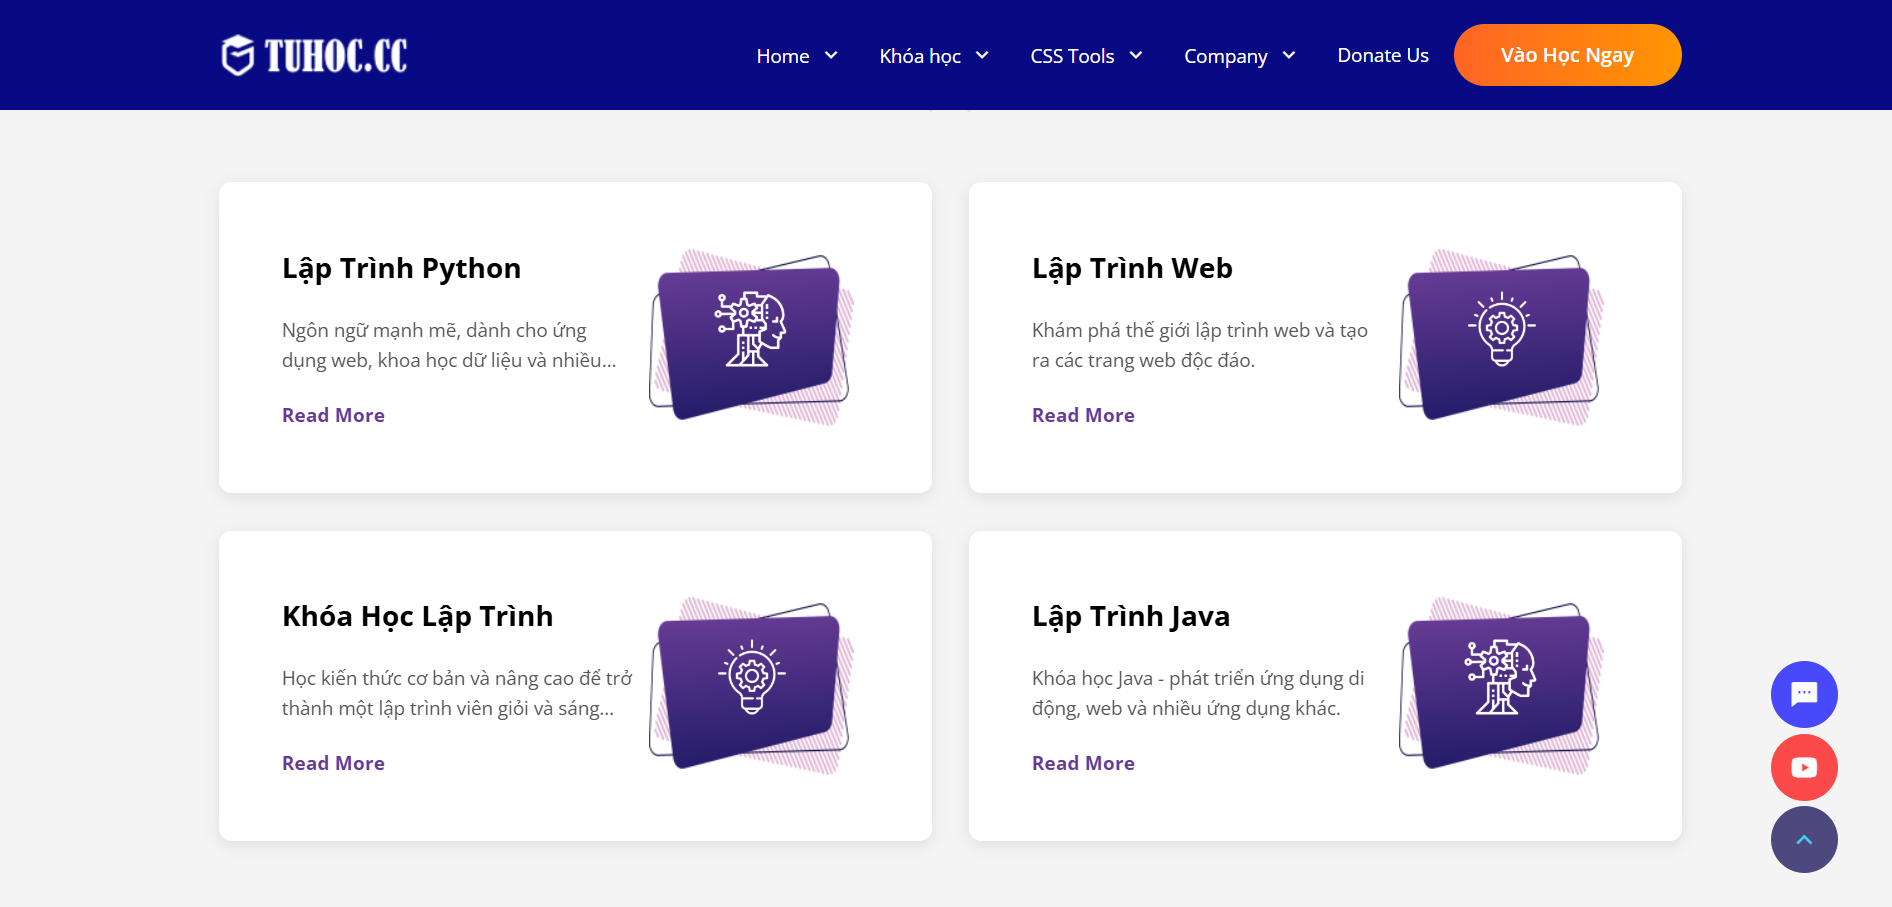 TUHOC.CC
Home
Khóa học
CSS Tools
Company
Donate Us
Vào Học Ngay
Lập Trình Python
Ngôn ngữ mạnh mẽ, dành cho ứng
dụng web, khoa học dữ liệu và nhiều...
Read More
Lập Trình Web
Khám phá thế giới lập trình web và tạo
ra các trang web độc đáo.
Read More
Khóa Học Lập Trình
Học kiến thức cơ bản và nâng cao để trở
thành một lập trình viên giỏi và sáng...
Read More
Lập Trình Java
Khóa học Java - phát triển ứng dụng di
động, web và nhiều ứng dụng khác.
Read More